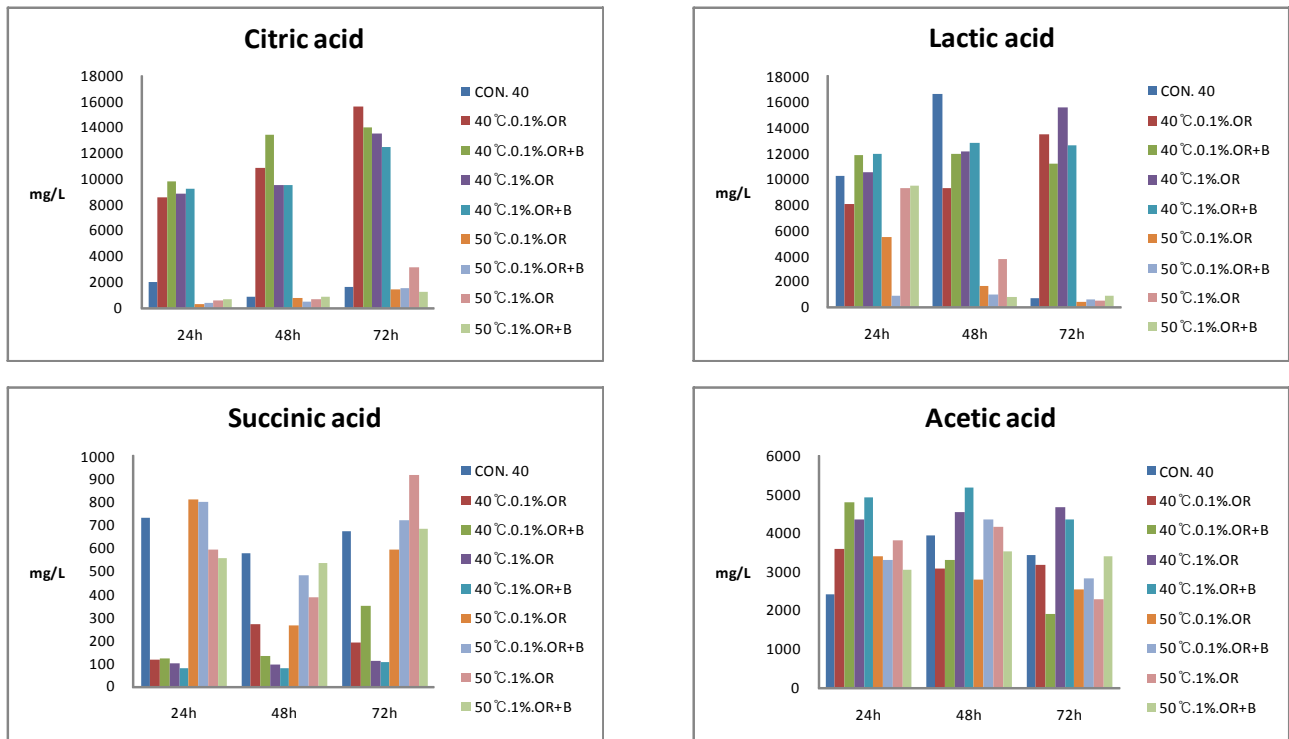 Citric acid
18000
16000
14000
12000
10000
8000
6000
4000
2000
0
mg/L
24h
48h
72h
CON. 40
40℃.0.1%.OR
40℃.0.1%.OR+B
40℃.1%.OR
40℃.1%.OR+B
50℃.0.1%.OR
50℃.0.1%.OR+B
50℃.1%.OR
50℃.1%.OR+B
Lactic acid
18000
16000
14000
12000
10000
8000
6000
4000
2000
0
mg/L
24h
48h
72h
CON. 40
40℃.0.1%.OR
40℃.0.1%.OR+B
40℃.1%.OR
40℃.1%.OR+B
50℃.0.1%.OR
50℃.0.1%.OR+B
50℃.1%.OR
50℃.1%.OR+B
Succinic acid
1000
900
800
700
600
500
400
300
200
100
0
mg/L
24h
48h
72h
CON. 40
40℃.0.1%.OR
40℃.0.1%.OR+B
40℃.1%.OR
40℃.1%.OR+B
50℃.0.1%.OR
50℃.0.1%.OR+B
50℃.1%.OR
50℃.1%.OR+B
Acetic acid
6000
5000
4000
3000
2000
1000
0
mg/L
24h
48h
72h
CON. 40
40℃.0.1%.OR
40℃.0.1%.OR+B
40℃.1%.OR
40℃.1%.OR+B
50℃.0.1%.OR
50℃.0.1%.OR+B
50℃.1%.OR
50℃.1%.OR+B